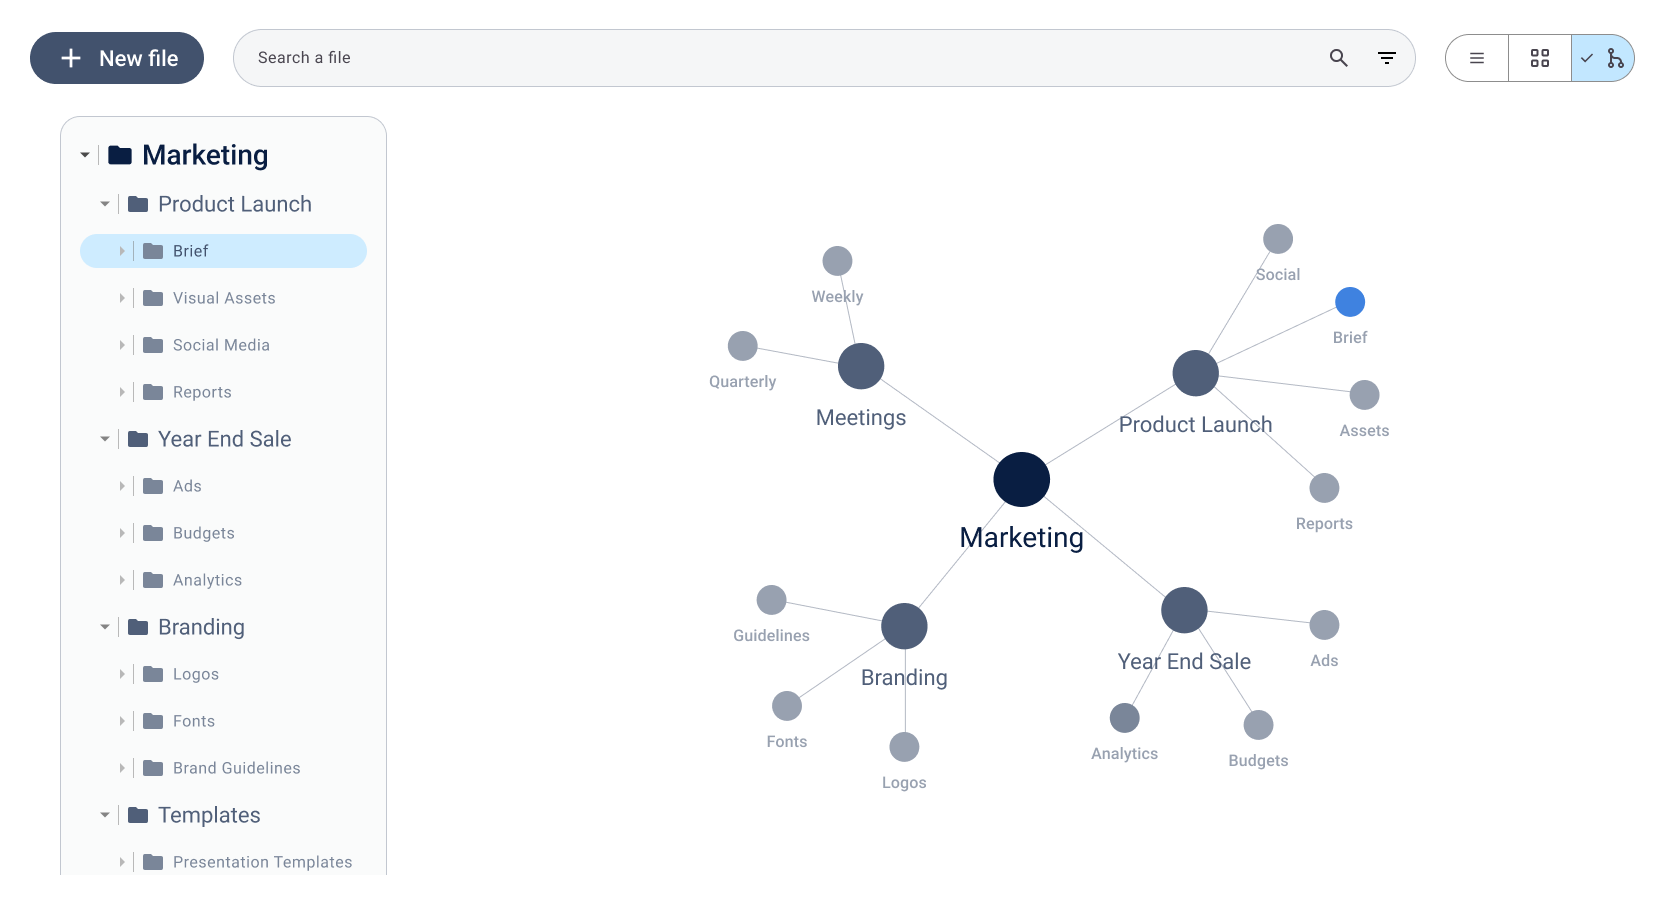 New file
Search a file
Marketing
Product Launch
Brief
Visual Assets
Social Media
Reports
Year End Sale
Ads
Budgets
Analytics
Branding
Logos
Fonts
Brand Guidelines
Templates
Presentation Templates
Social
Weekly
Brief
Quarterly
Meetings
Product Launch
Assets
Reports
Marketing
Guidelines
Branding
Year End Sale
Ads
Fonts
Logos
Analytics
Budgets